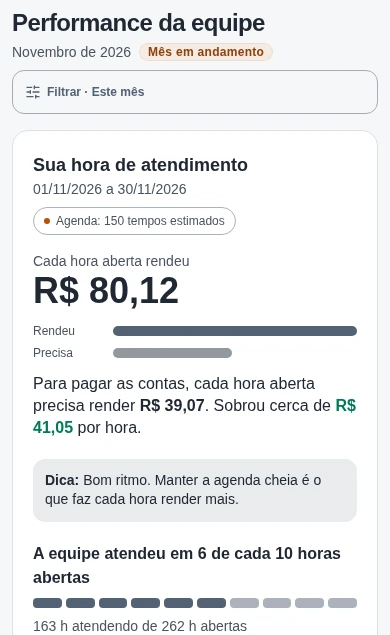 Performance da equipe
Novembro de 2026 Mês em andamento
Filtrar · Este mês
Sua hora de atendimento
01/11/2026 a 30/11/2026
Agenda: 150 tempos estimados
Cada hora aberta rendeu
R$ 80,12
Rendeu
Precisa
Para pagar as contas, cada hora aberta
precisa render R$ 39,07. Sobrou cerca de R$
41,05 por hora.
Dica: Bom ritmo. Manter a agenda cheia é o
que faz cada hora render mais.
A equipe atendeu em 6 de cada 10 horas
abertas
163 h atendendo de 262 h abertas